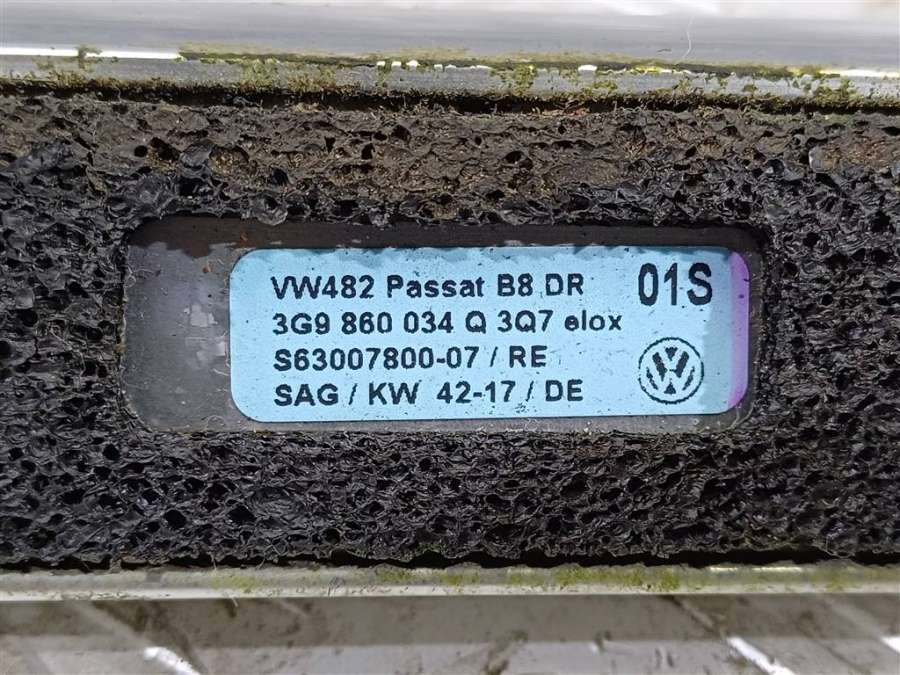 VW482 Passat B8 DR 01S
3G9 860 034 Q 3Q7 elox
S63007800-07 / RE
SAG / KW 42-17 / DE